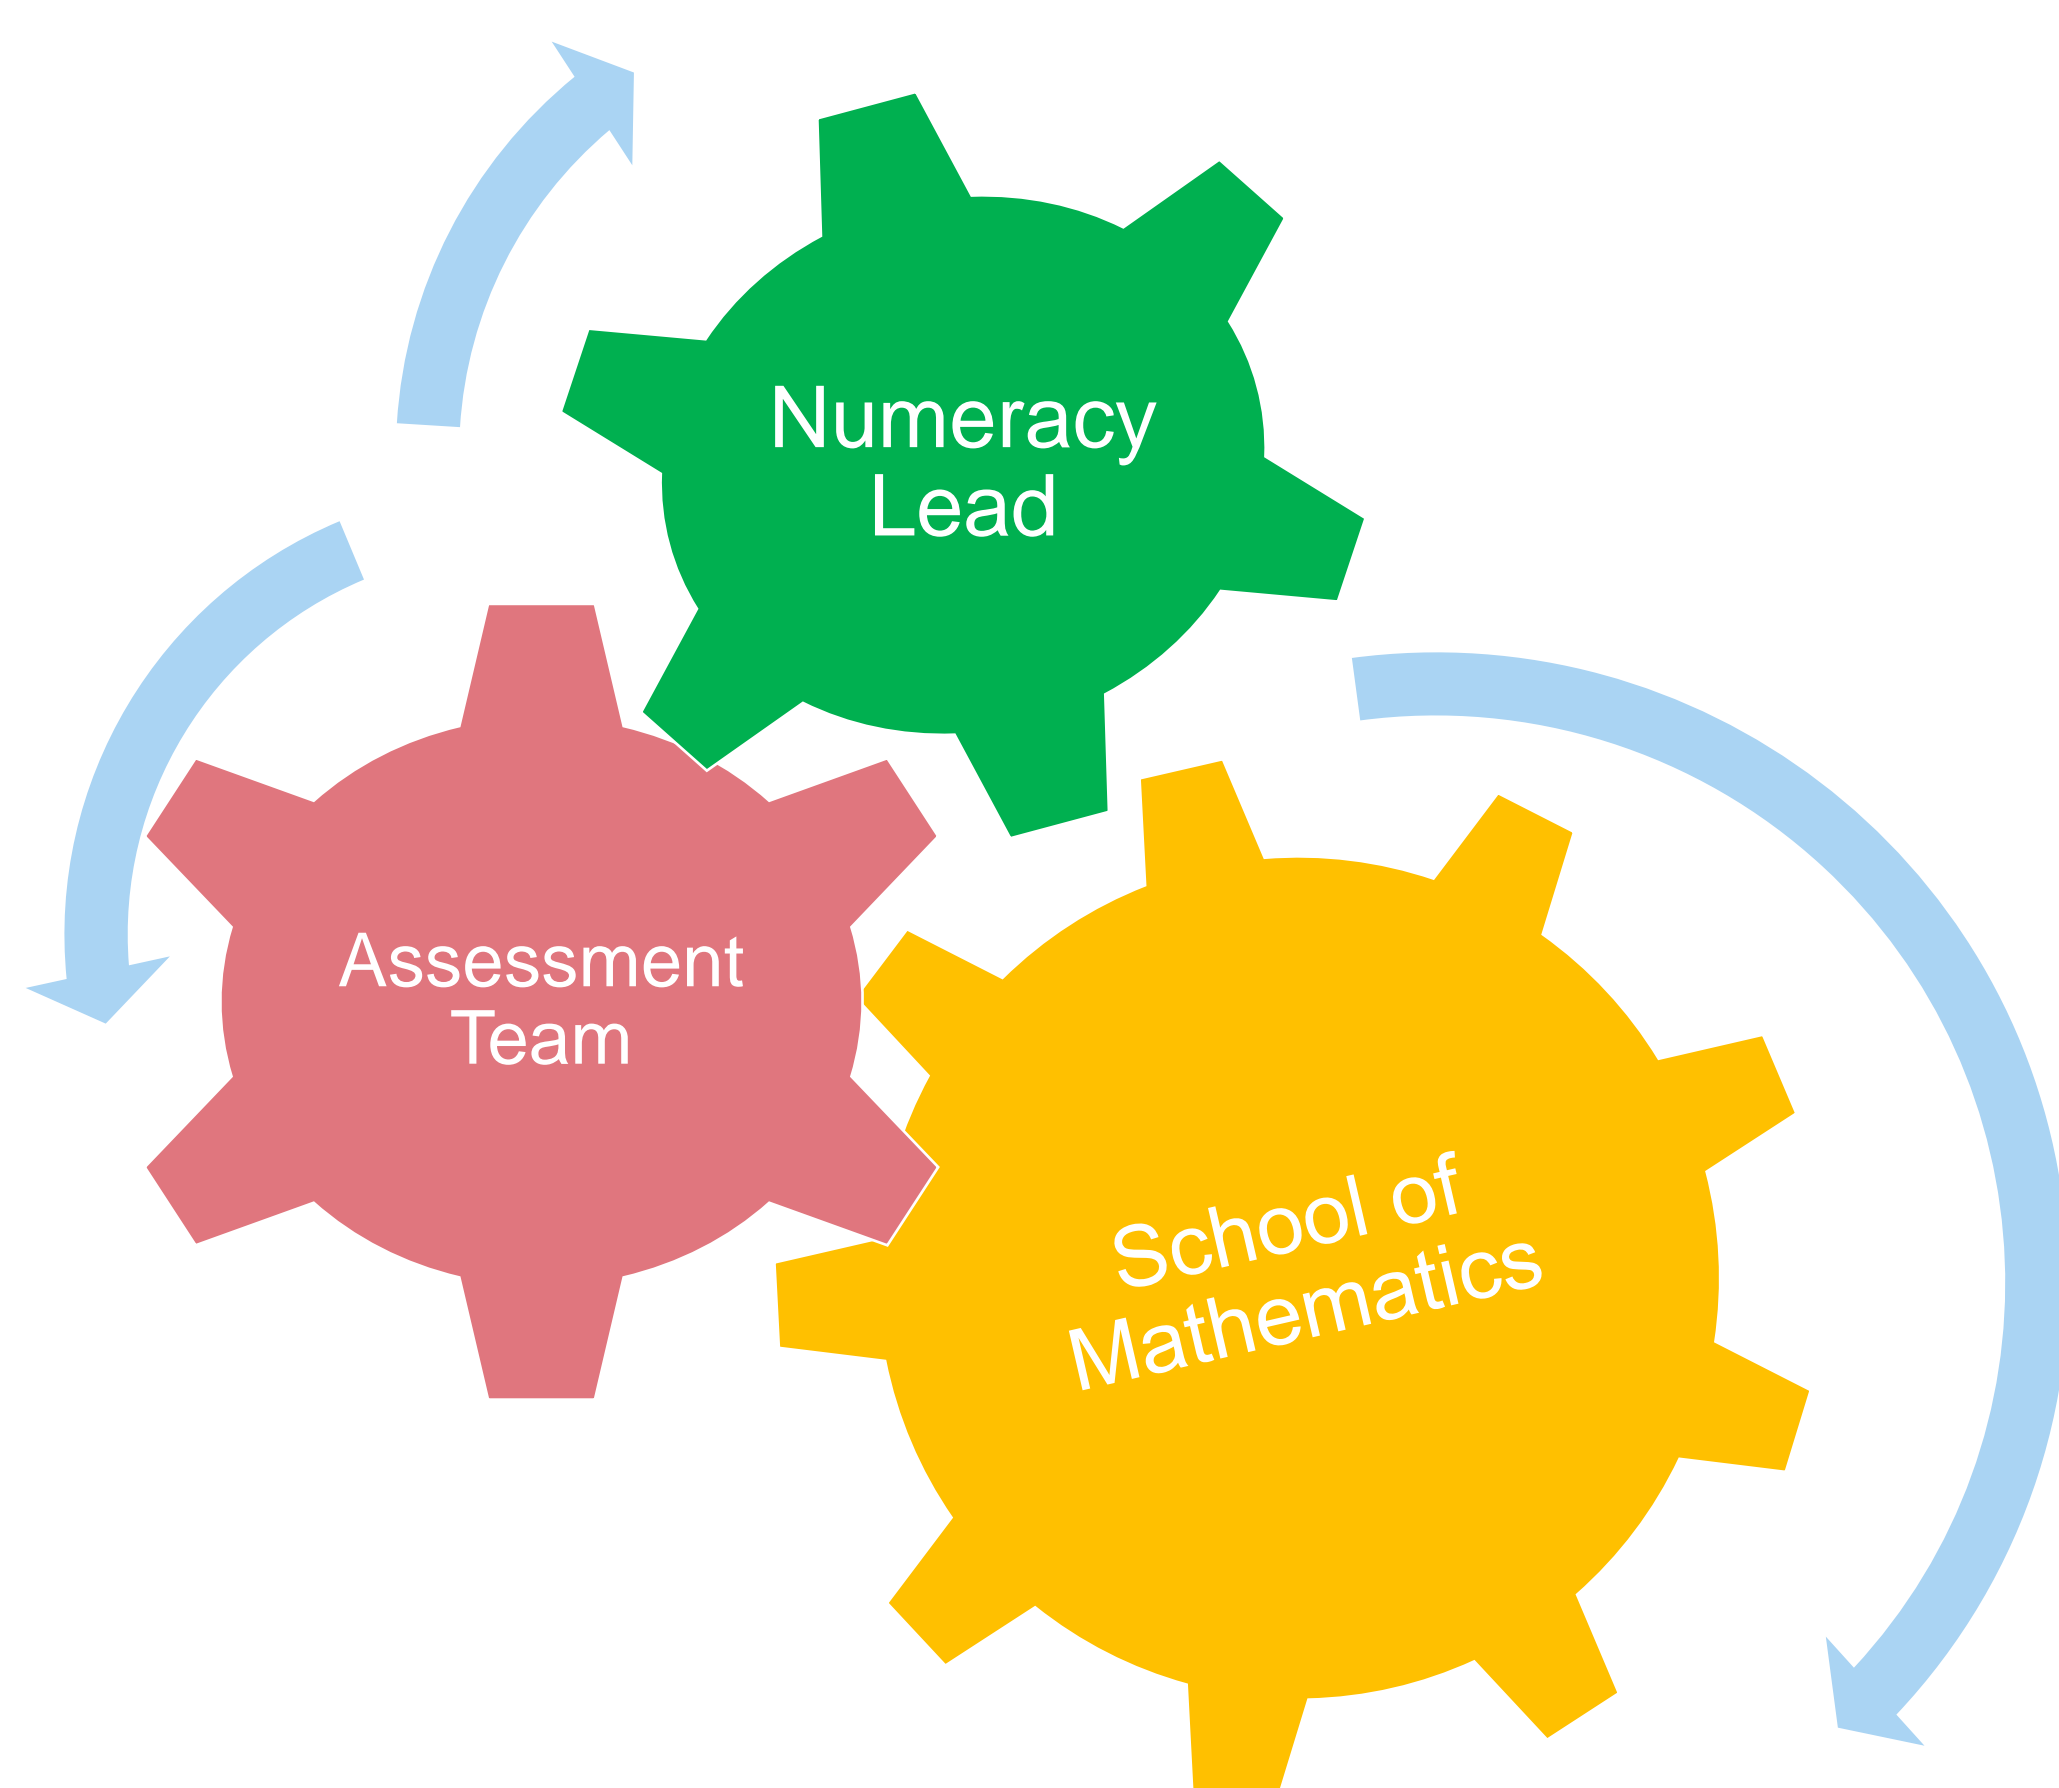 Numeracy
Lead
Assessment
Team
School of
Mathematics